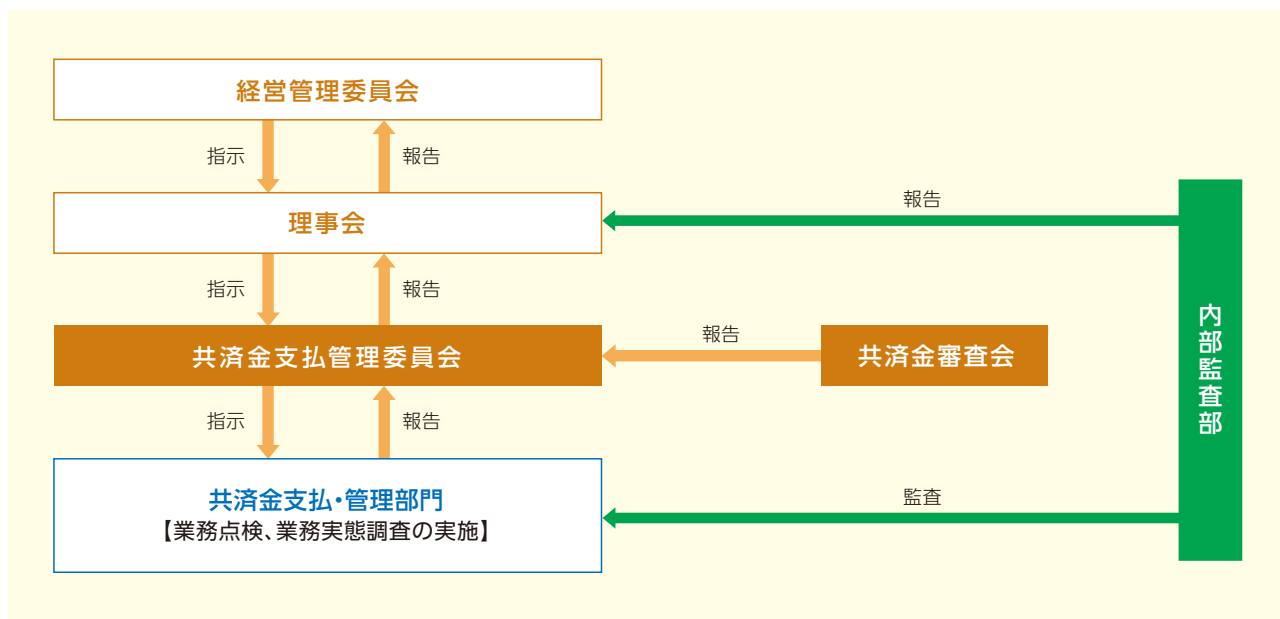 経営管理委員会
指示
報告
理事会
報告
指示
報告
共済金支払管理委員会
報告
共済金審査会
内部監査部
指示
報告
共済金支払・管理部門
【業務点検、業務実態調査の実施】
監査